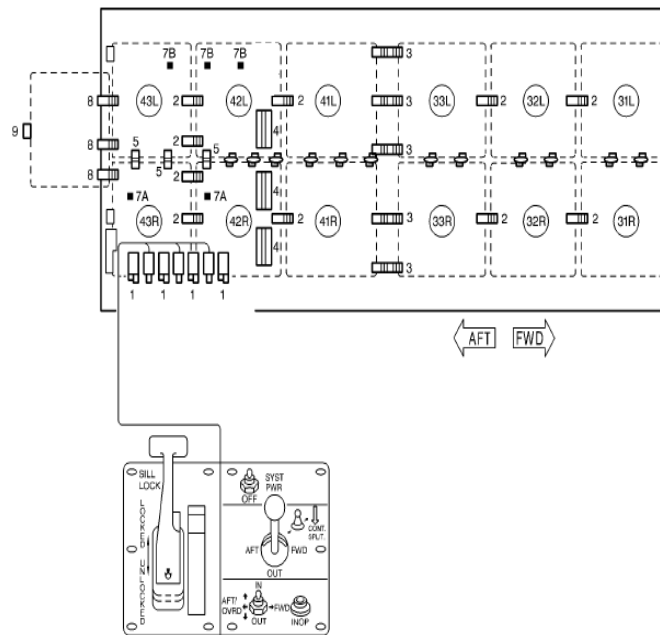 7B 7B 7B
3
8 43L 2 42L 2 41L 3 33L 2 32L 2 31L
9
4
8 5 2 5 3
5
8 2
4
7A 7A
43R 2 42R 2 41R 3 33R 2 32R 2 31R
4
3
1 1 1 1
AFT FWD
SILL LOCK
LOCKED UNLOCKED
SYST PWR
OFF
CONT. SPLIT.
AFT FWD
OUT
IN
AFT/ OVRD FWD
OUT INOP